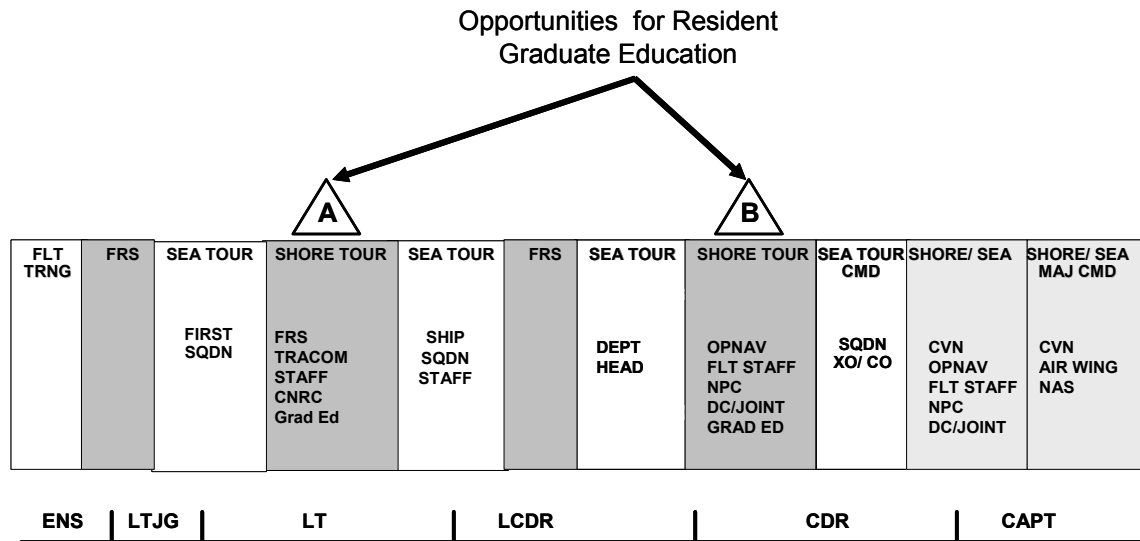 Opportunities for Resident
Graduate Education
A
B
FLT
TRNG
FRS
SEA TOUR
FIRST
SQDN
SHORE TOUR
FRS
TRACOM
STAFF
CNRC
Grad Ed
SEA TOUR
SHIP
SQDN
STAFF
FRS
SEA TOUR
DEPT
HEAD
SHORE TOUR
OPNAV
FLT STAFF
NPC
DC/JOINT
GRAD ED
SEA TOUR
CMD
SQDN
XO/ CO
SHORE/ SEA
CVN
OPNAV
FLT STAFF
NPC
DC/JOINT
SHORE/ SEA
MAJ CMD
CVN
AIR WING
NAS
ENS
LTJG
LT
LCDR
CDR
CAPT